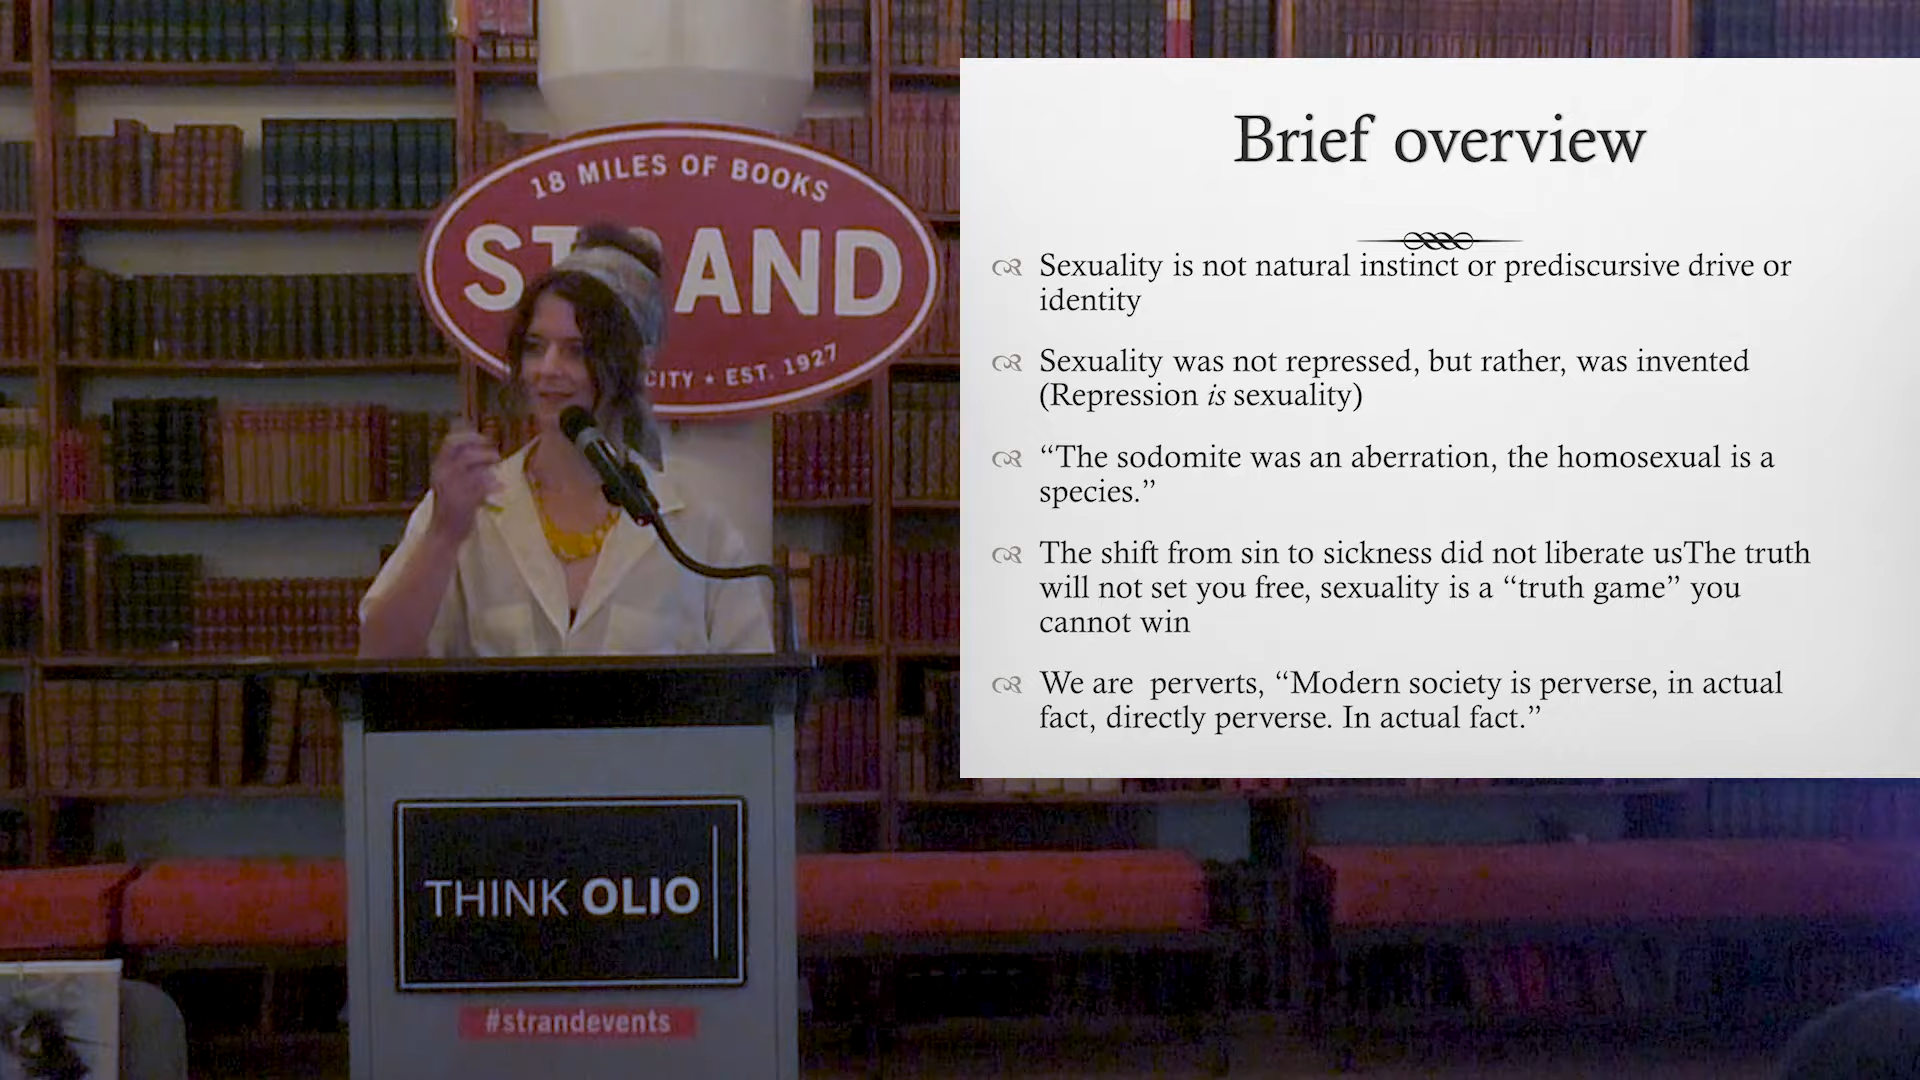 18 MILES OF BOOKS
STRAND
CITY ★ EST. 1927
THINK OLIO
#strandevents
Brief overview
Sexuality is not natural instinct or prediscursive drive or
identity
Sexuality was not repressed, but rather, was invented
(Repression is sexuality)
“The sodomite was an aberration, the homosexual is a
species.”
The shift from sin to sickness did not liberate usThe truth
will not set you free, sexuality is a “truth game” you
cannot win
We are  perverts, “Modern society is perverse, in actual
fact, directly perverse. In actual fact.”